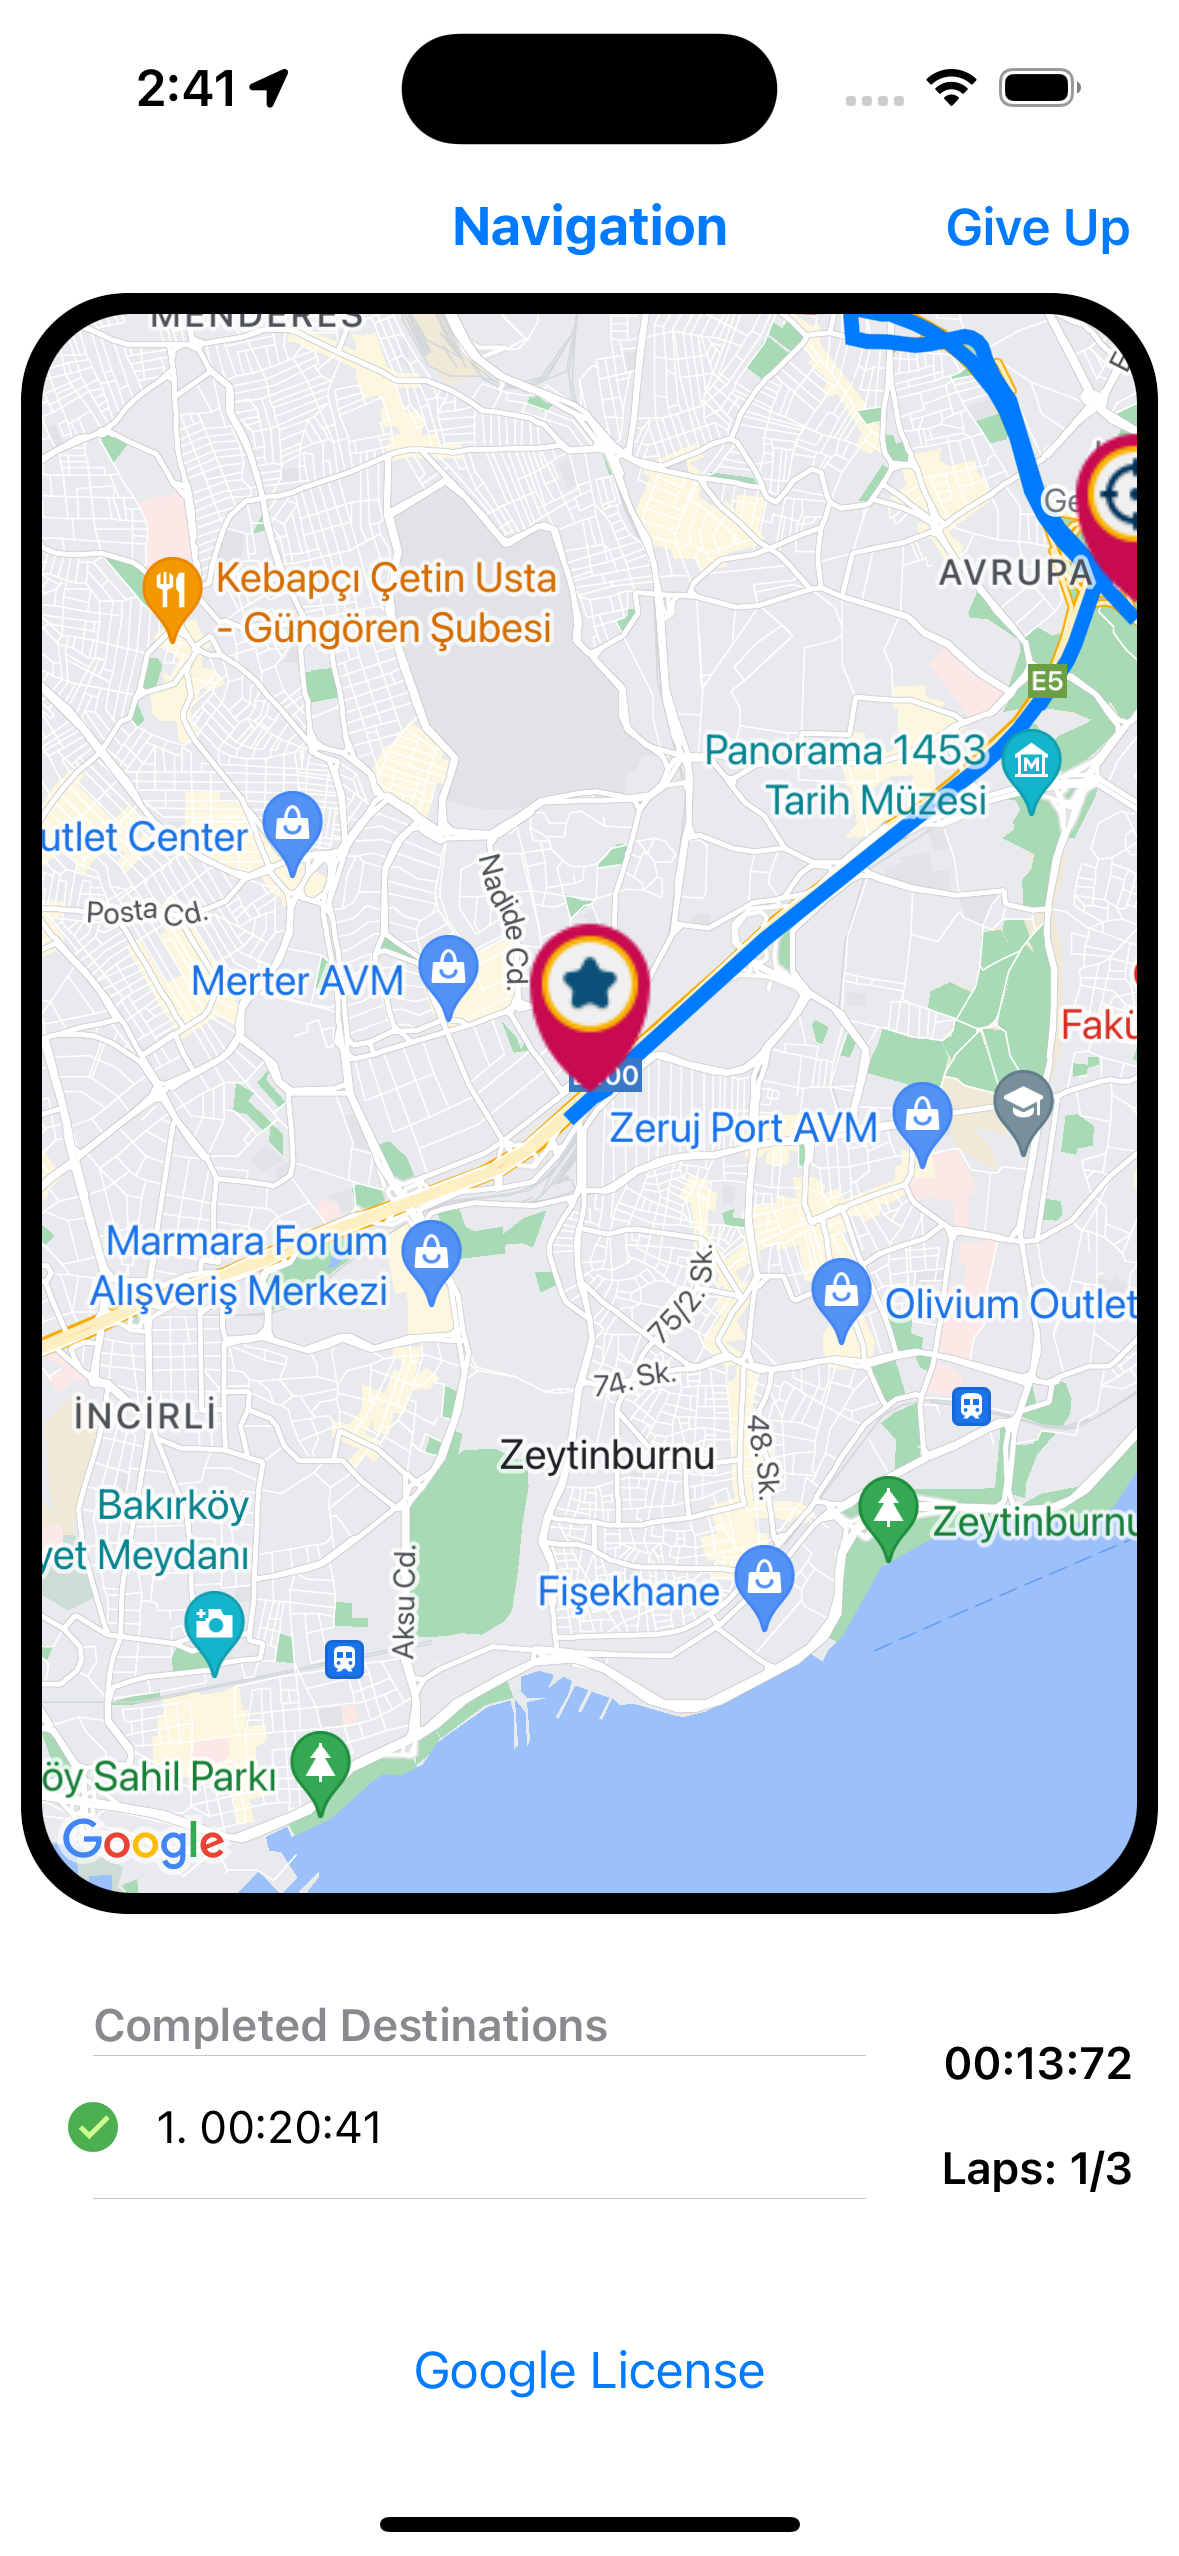 2:41
Navigation
Give Up
MENDERES
Kebapçı Çetin Usta
- Güngören Şubesi
AVRUPA
E5
Panorama 1453
Tarih Müzesi
utlet Center
Posta Cd.
Nadide Cd.
Merter AVM
Fakü
Zeruj Port AVM
Marmara Forum
Alışveriş Merkezi
75/2. Sk.
Olivium Outlet
74. Sk.
İNCİRLİ
48. Sk.
Zeytinburnu
Bakırköy
yet Meydanı
Zeytinburnu
Aksu Cd.
Fişekhane
öy Sahil Parkı
Google
Completed Destinations
00:13:72
1. 00:20:41
Laps: 1/3
Google License